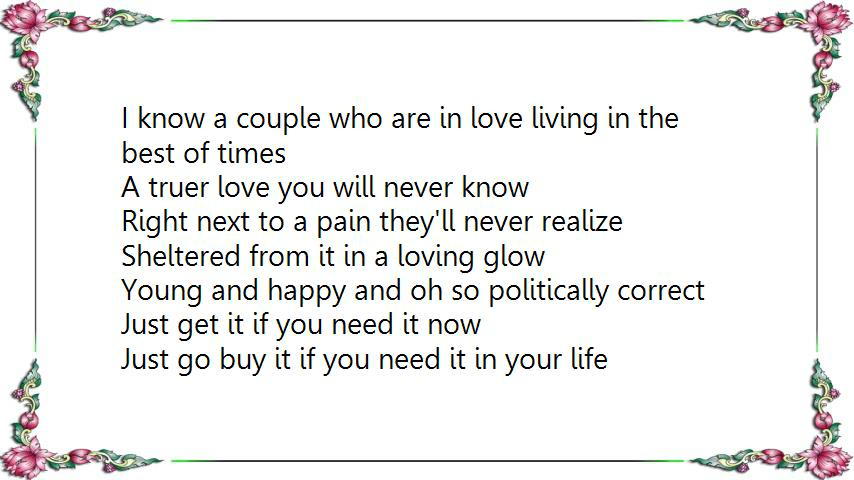 I know a couple who are in love living in the
best of times
A truer love you will never know
Right next to a pain they'll never realize
Sheltered from it in a loving glow
Young and happy and oh so politically correct
Just get it if you need it now
Just go buy it if you need it in your life